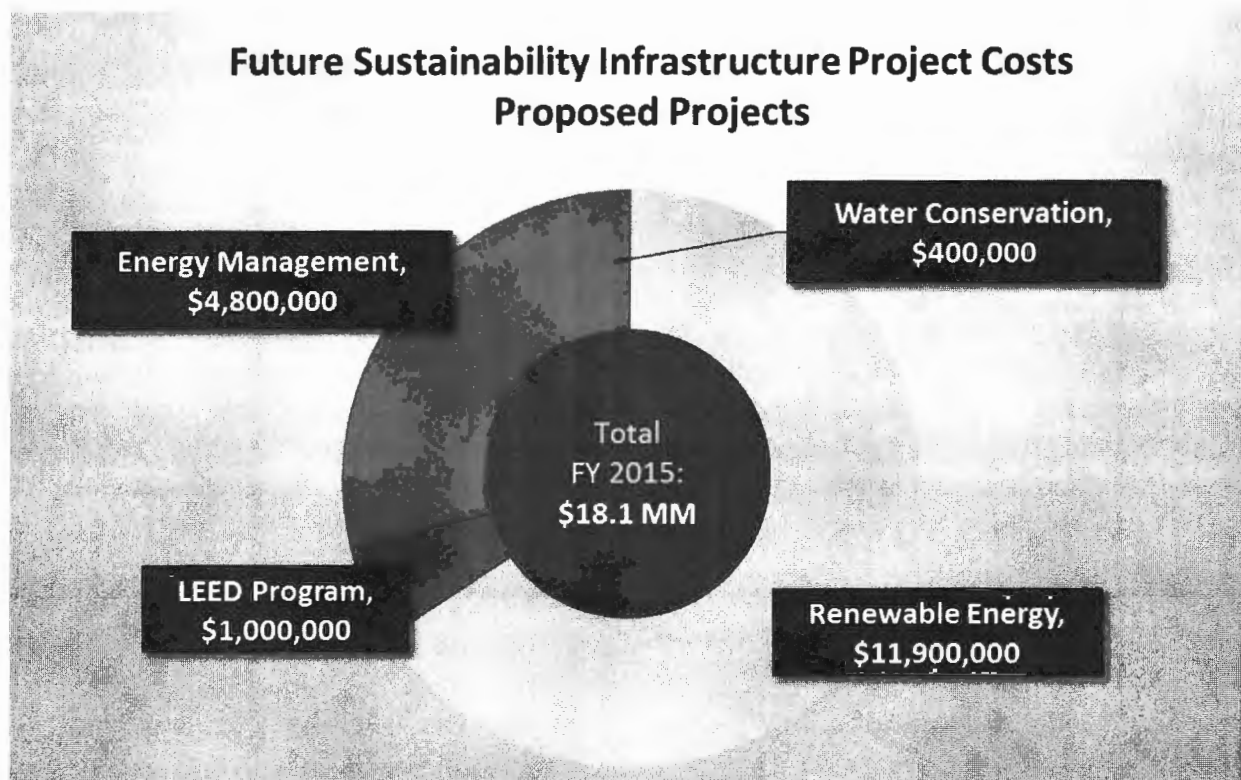 Future Sustainability Infrastructure Project Costs
Proposed Projects
Water Conservation,
$400,000
Energy Management,
$4,800,000
Total
FY 2015:
$18.1 MM
LEED Program,
$1,000,000
Renewable Energy,
$11,900,000